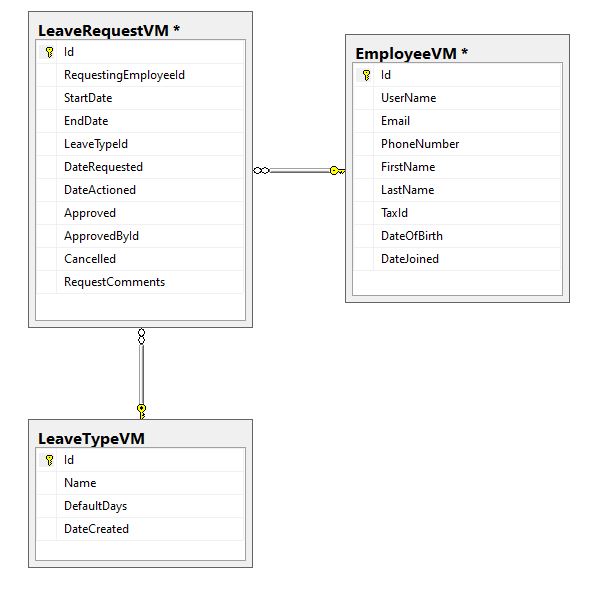 LeaveRequestVM *
Id
RequestingEmployeeId
StartDate
EndDate
LeaveTypeId
DateRequested
DateActioned
Approved
ApprovedById
Cancelled
RequestComments
EmployeeVM *
Id
UserName
Email
PhoneNumber
FirstName
LastName
TaxId
DateOfBirth
DateJoined
LeaveTypeVM
Id
Name
DefaultDays
DateCreated